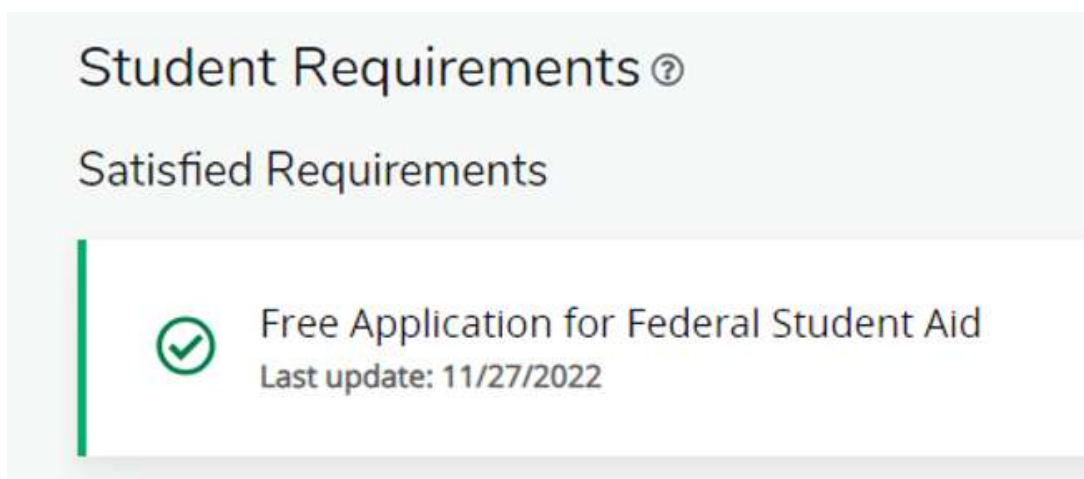 Student Requirements ?
Satisfied Requirements
Free Application for Federal Student Aid
Last update: 11/27/2022